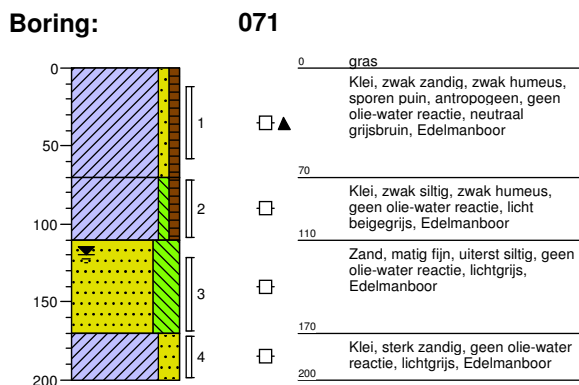 Boring: 071
0
50
100
150
200
1
2
3
4
0 gras
Klei, zwak zandig, zwak humeus,
sporen puin, antropogeen, geen
olie-water reactie, neutraal
grijsbruin, Edelmanboor
70
Klei, zwak siltig, zwak humeus,
geen olie-water reactie, licht
beigegrijs, Edelmanboor
110
Zand, matig fijn, uiterst siltig, geen
olie-water reactie, lichtgrijs,
Edelmanboor
170
Klei, sterk zandig, geen olie-water
reactie, lichtgrijs, Edelmanboor
200